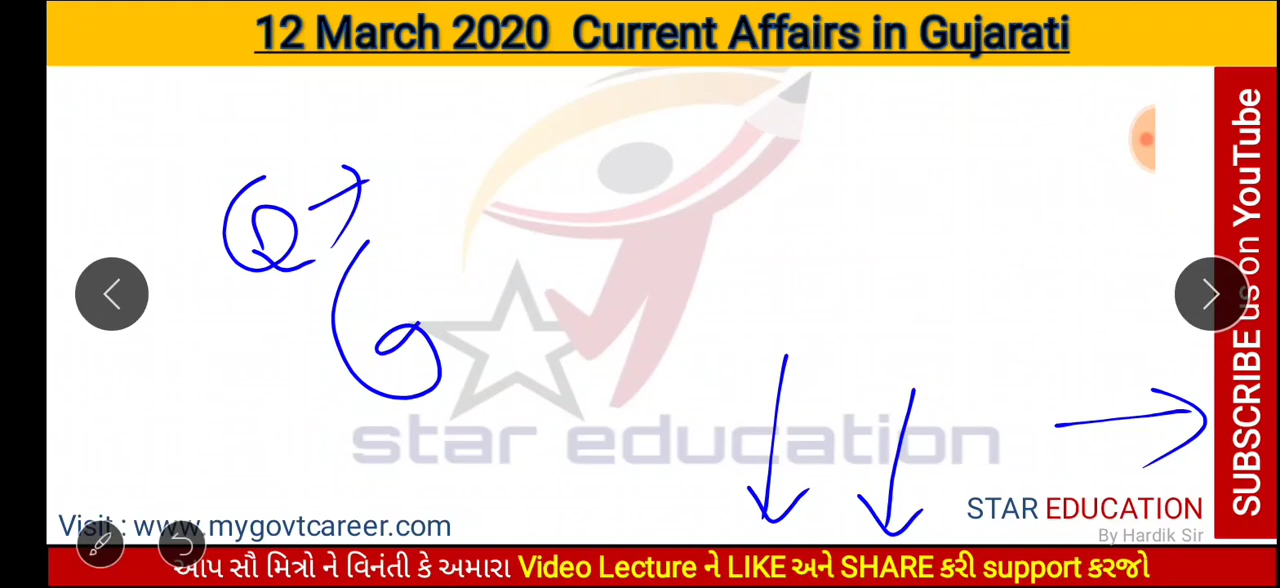 12 March 2020 Current Affairs in Gujarati
SUBSCRIBE us on YouTube
Q →
star education
Visit : www.mygovtcareer.com
STAR EDUCATION
By Hardik Sir
આપ સૌ મિત્રો ને વિનંતી કે અમારા Video Lecture ને LIKE અને SHARE કરી support કરજો